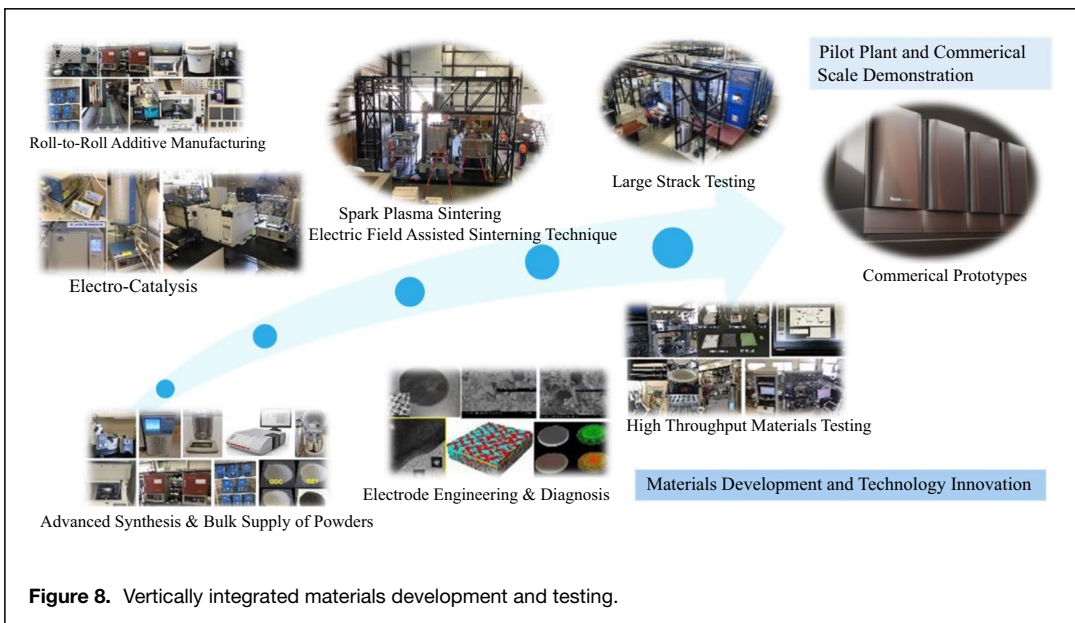 Pilot Plant and Commerical
Scale Demonstration
Roll-to-Roll Additive Manufacturing
Large Strack Testing
Spark Plasma Sintering
Electric Field Assisted Sinterning Technique
Commerical Prototypes
Electro-Catalysis
High Throughput Materials Testing
Electrode Engineering & Diagnosis
Materials Development and Technology Innovation
GDC
Advanced Synthesis & Bulk Supply of Powders
Figure 8. Vertically integrated materials development and testing.